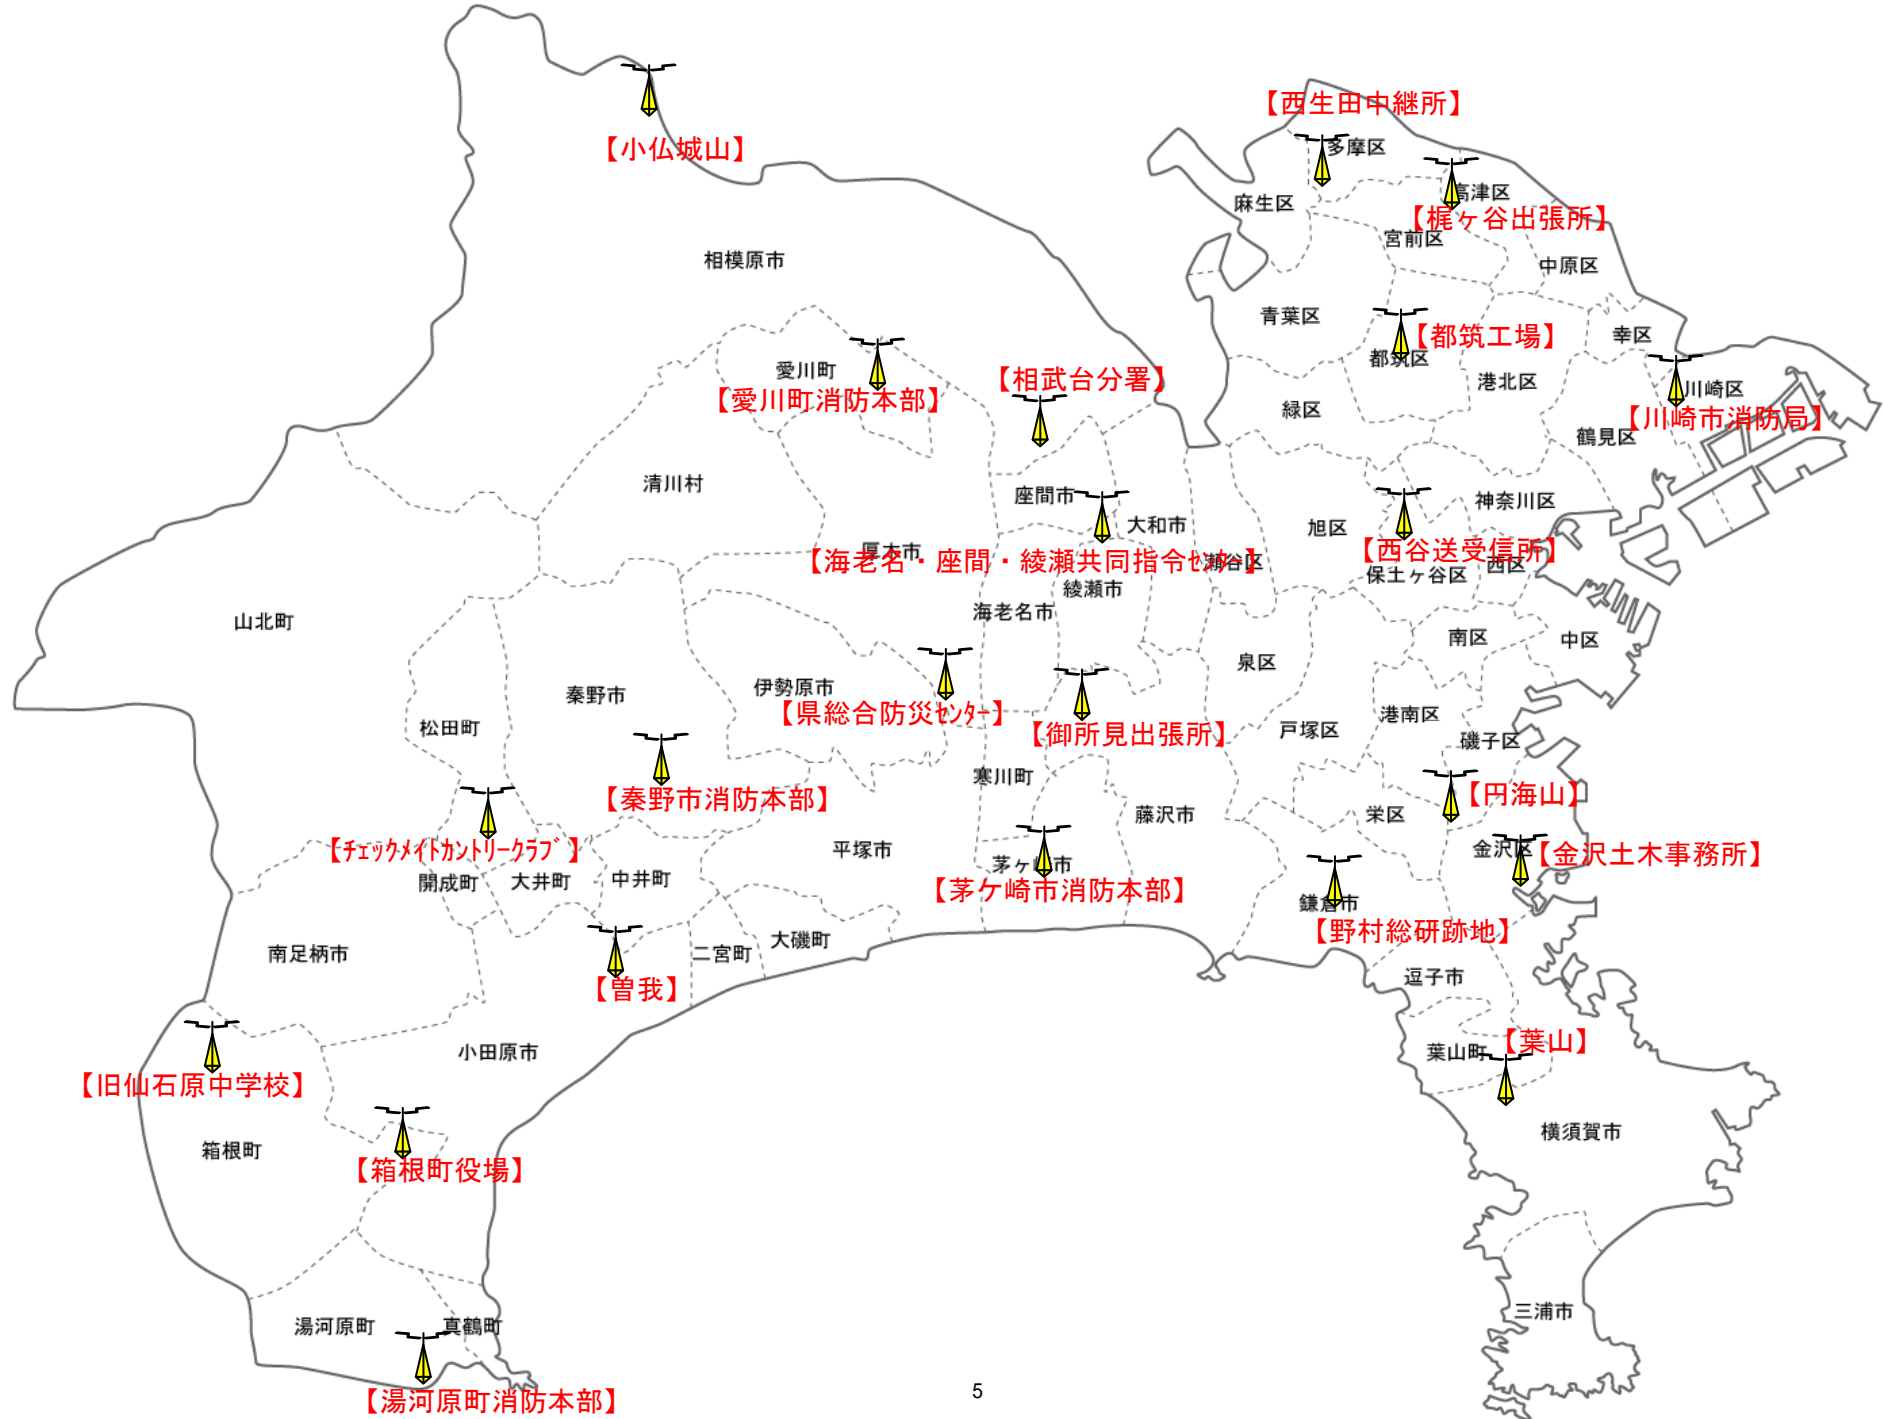 【西生田中継所】
【小仏城山】
多摩区
高津区
麻生区
【梶ヶ谷出張所】
宮前区
相模原市
中原区
青葉区
幸区
【都筑工場】
都筑区
愛川町
【相武台分署】
港北区
川崎区
【愛川町消防本部】
緑区
【川崎市消防局】
鶴見区
清川村
座間市
神奈川区
大和市
旭区
厚木市
【西谷送受信所】
【海老名・座間・綾瀬共同指令ｾﾝﾀｰ】
瀬谷区
西区
保土ヶ谷区
綾瀬市
海老名市
山北町
南区
中区
泉区
伊勢原市
秦野市
【県総合防災ｾﾝﾀｰ】
港南区
松田町
戸塚区
【御所見出張所】
磯子区
寒川町
【円海山】
【秦野市消防本部】
藤沢市
栄区
【ﾁｪｯｸﾒｲﾄｶﾝﾄﾘｰｸﾗﾌﾞ】
平塚市
金沢区
【金沢土木事務所】
茅ヶ崎市
開成町
大井町
中井町
【茅ケ崎市消防本部】
鎌倉市
【野村総研跡地】
大磯町
南足柄市
二宮町
逗子市
【曽我】
【葉山】
小田原市
葉山町
【旧仙石原中学校】
横須賀市
箱根町
【箱根町役場】
三浦市
湯河原町
真鶴町
【湯河原町消防本部】
5